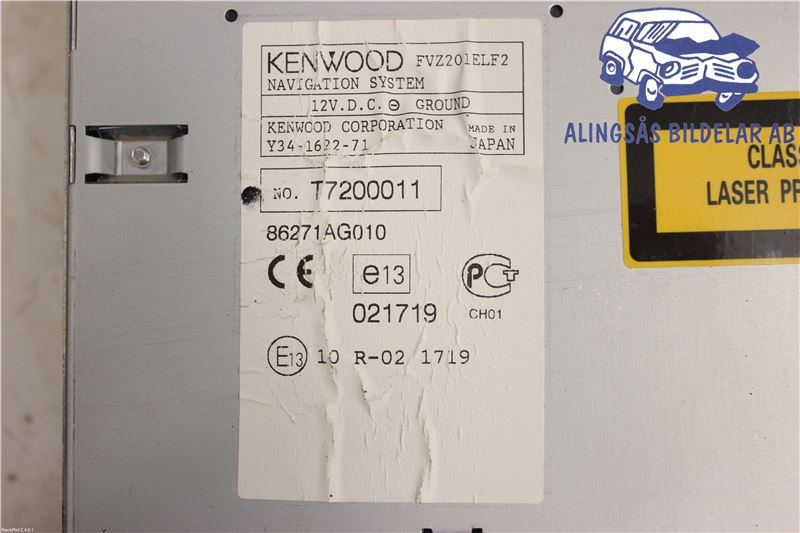 KENWOOD FVZ201ELF2
NAVIGATION SYSTEM
12V.D.C. ⊖ GROUND
KENWOOD CORPORATION MADE IN
Y34-1622-71 JAPAN
NO. T7200011
86271AG010
CE e13 PCT
021719 CH01
E13 10 R-02 1719
ALINGSÅS BILDELAR AB
CLASS
LASER PR